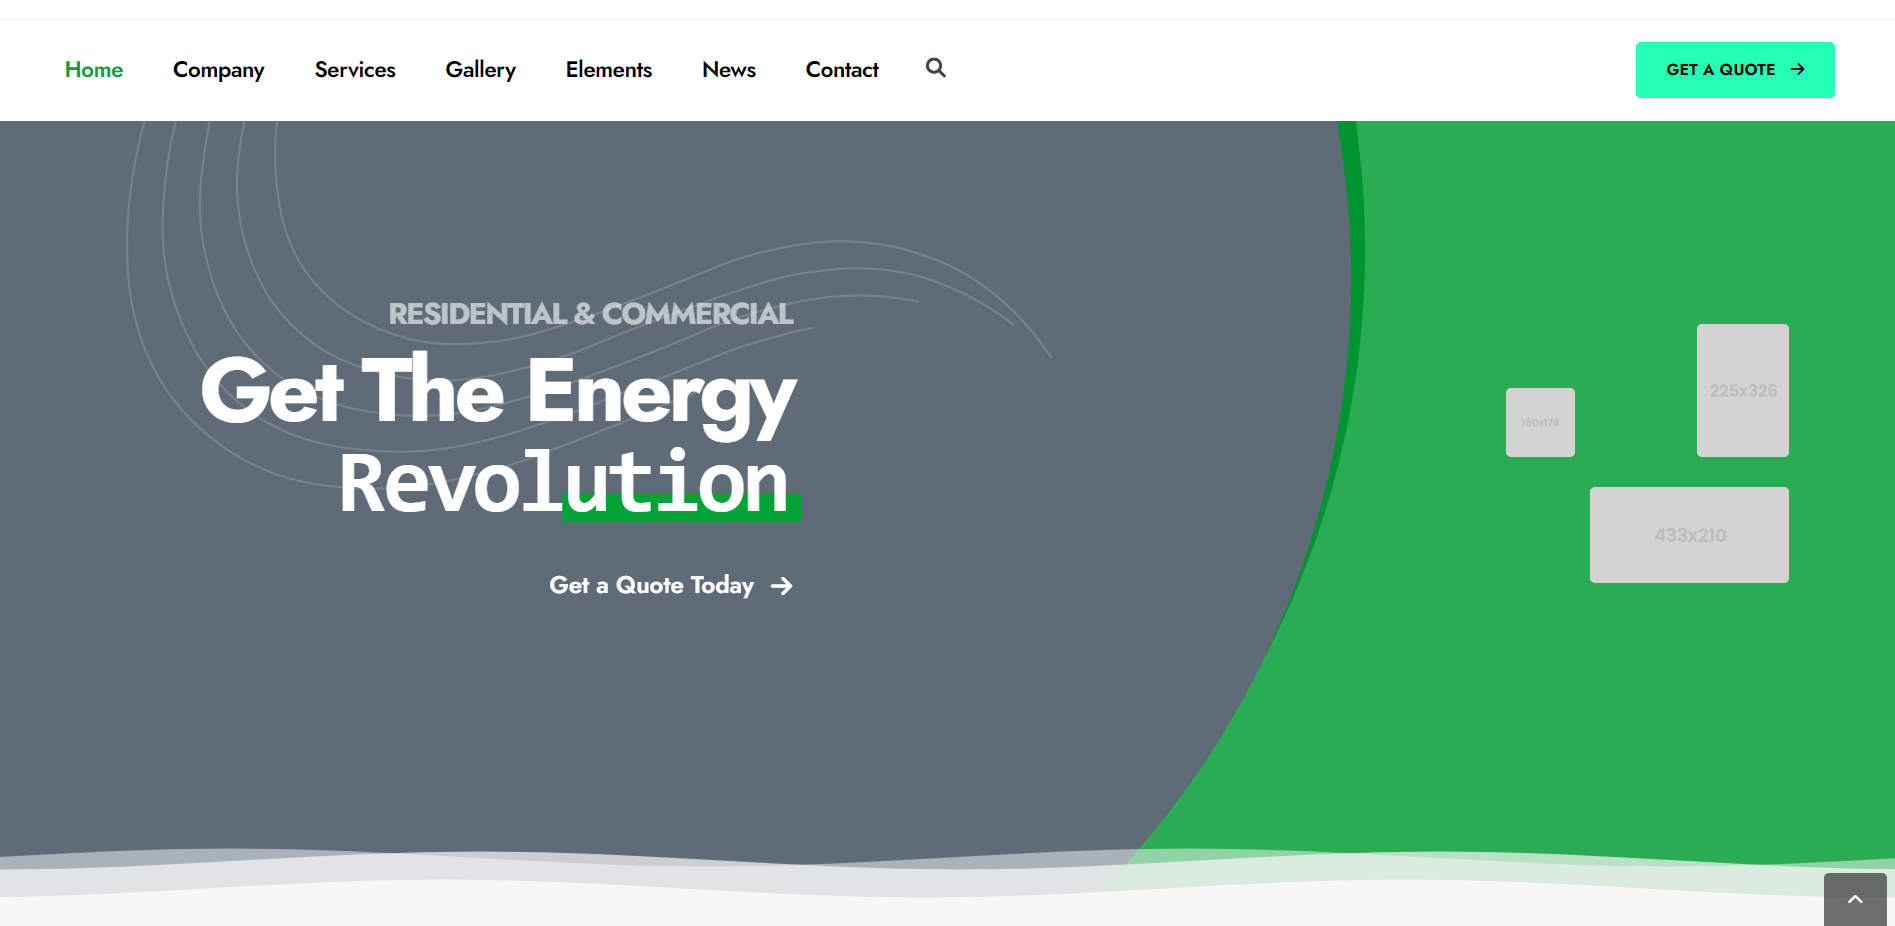 Home Company Services Gallery Elements News Contact GET A QUOTE
RESIDENTIAL & COMMERCIAL
Get The Energy
Revolution
Get a Quote Today
225x326
180x178
433x210